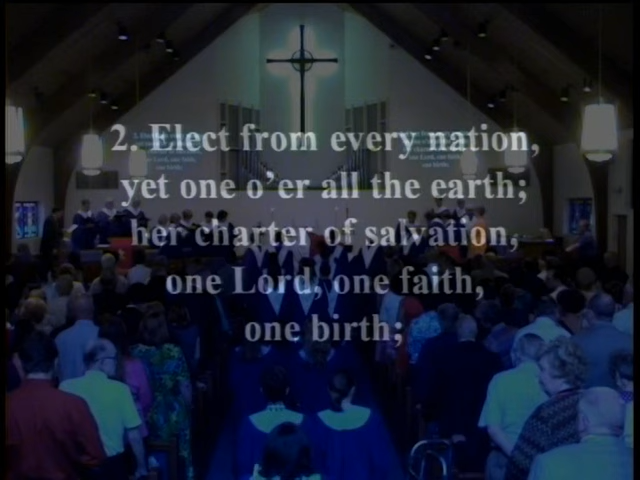 2. Elect from every nation,
yet one o'er all the earth;
her charter of salvation,
one Lord, one faith,
one birth;